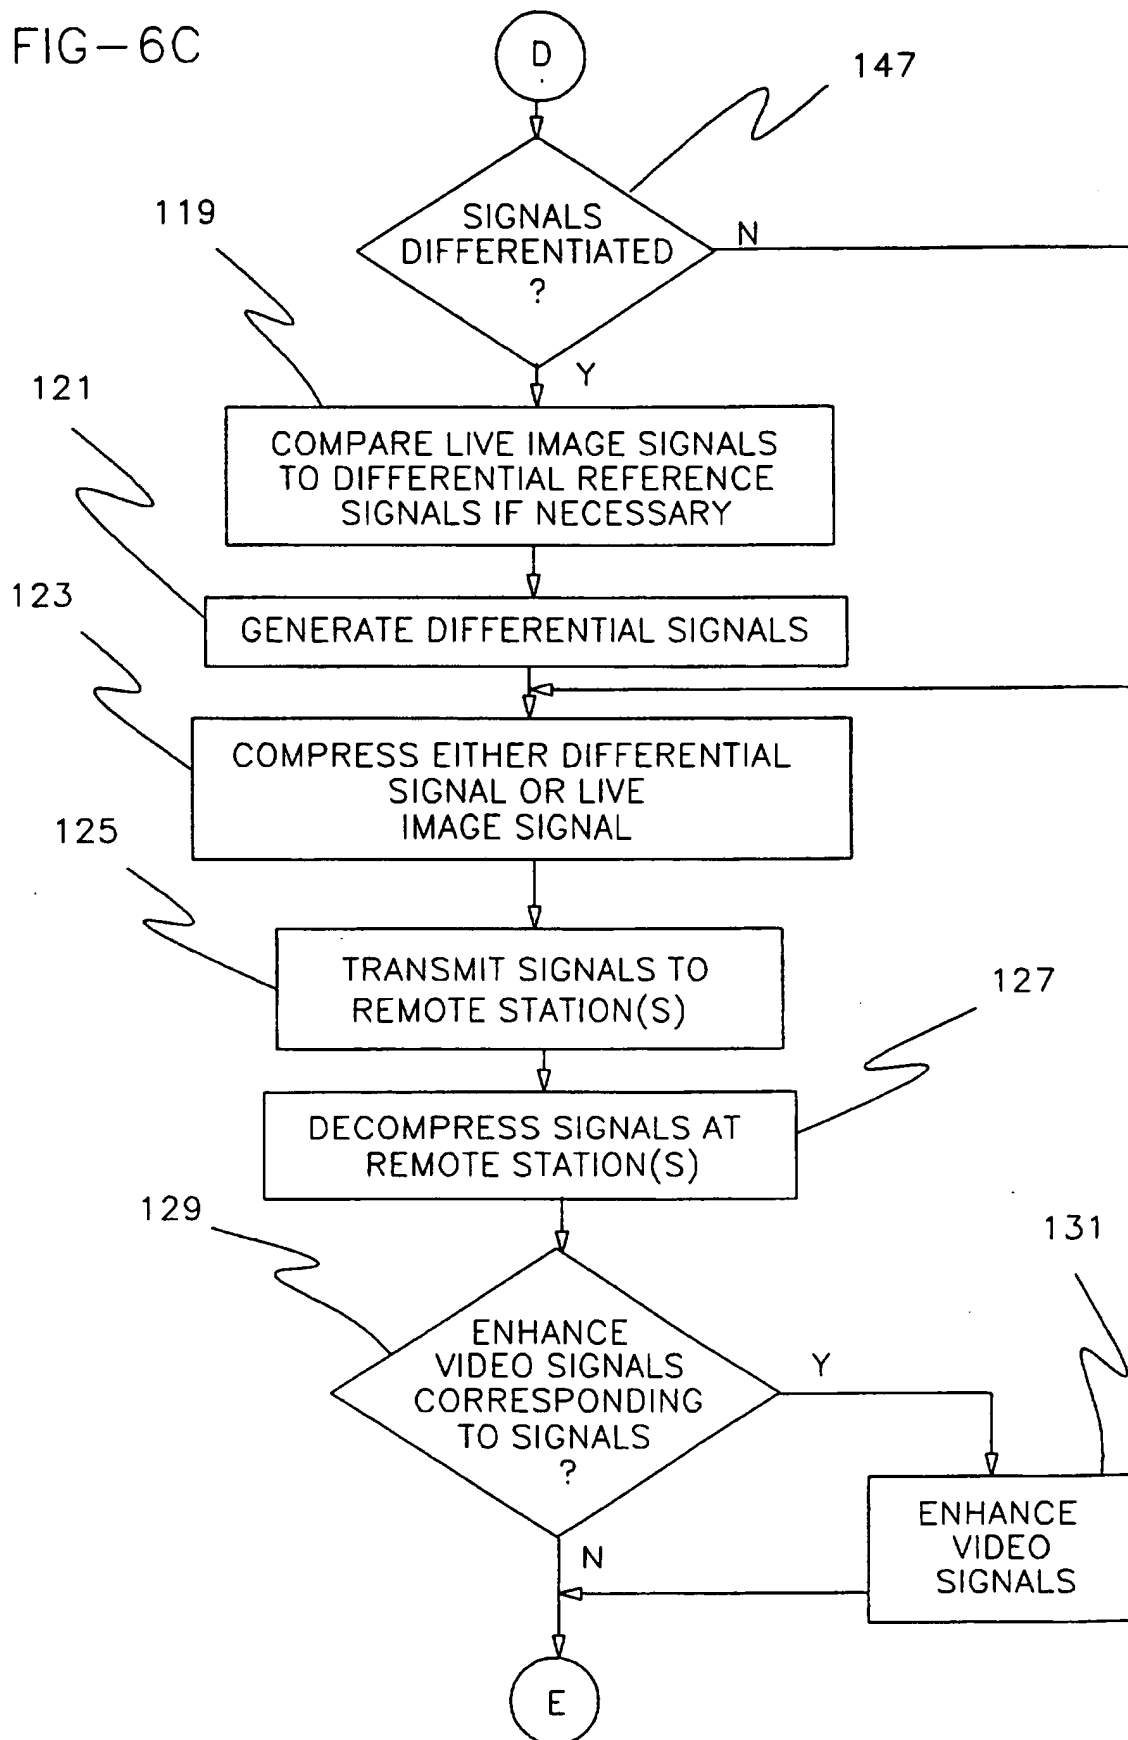 FIG-6C
D
147
SIGNALS
DIFFERENTIATED
?
N
119
Y
121
COMPARE LIVE IMAGE SIGNALS
TO DIFFERENTIAL REFERENCE
SIGNALS IF NECESSARY
123
GENERATE DIFFERENTIAL SIGNALS
COMPRESS EITHER DIFFERENTIAL
SIGNAL OR LIVE
IMAGE SIGNAL
125
TRANSMIT SIGNALS TO
REMOTE STATION(S)
127
DECOMPRESS SIGNALS AT
REMOTE STATION(S)
129
131
ENHANCE
VIDEO SIGNALS
CORRESPONDING
TO SIGNALS
?
Y
N
ENHANCE
VIDEO
SIGNALS
E